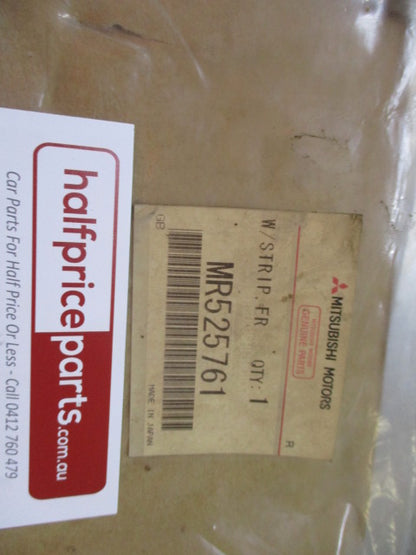 MITSUBISHI MOTORS
GENUINE PARTS
R
W/STRIP,FR QTY: 1
MR525761
GB
MADE IN JAPAN
halfpriceparts.com.au
Car Parts For Half Price Or Less - Call 0412 760 479